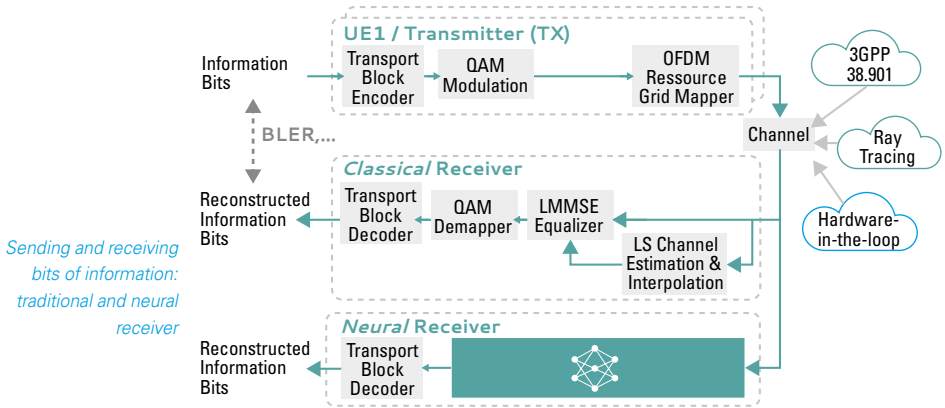 UE1 / Transmitter (TX)
Information
Bits
Transport
Block
Encoder
QAM
Modulation
OFDM
Ressource
Grid Mapper
3GPP
38.901
BLER,...
Channel
Ray
Tracing
Hardware-
in-the-loop
Classical Receiver
Reconstructed
Information
Bits
Transport
Block
Decoder
QAM
Demapper
LMMSE
Equalizer
LS Channel
Estimation &
Interpolation
Sending and receiving
bits of information:
traditional and neural
receiver
Neural Receiver
Reconstructed
Information
Bits
Transport
Block
Decoder